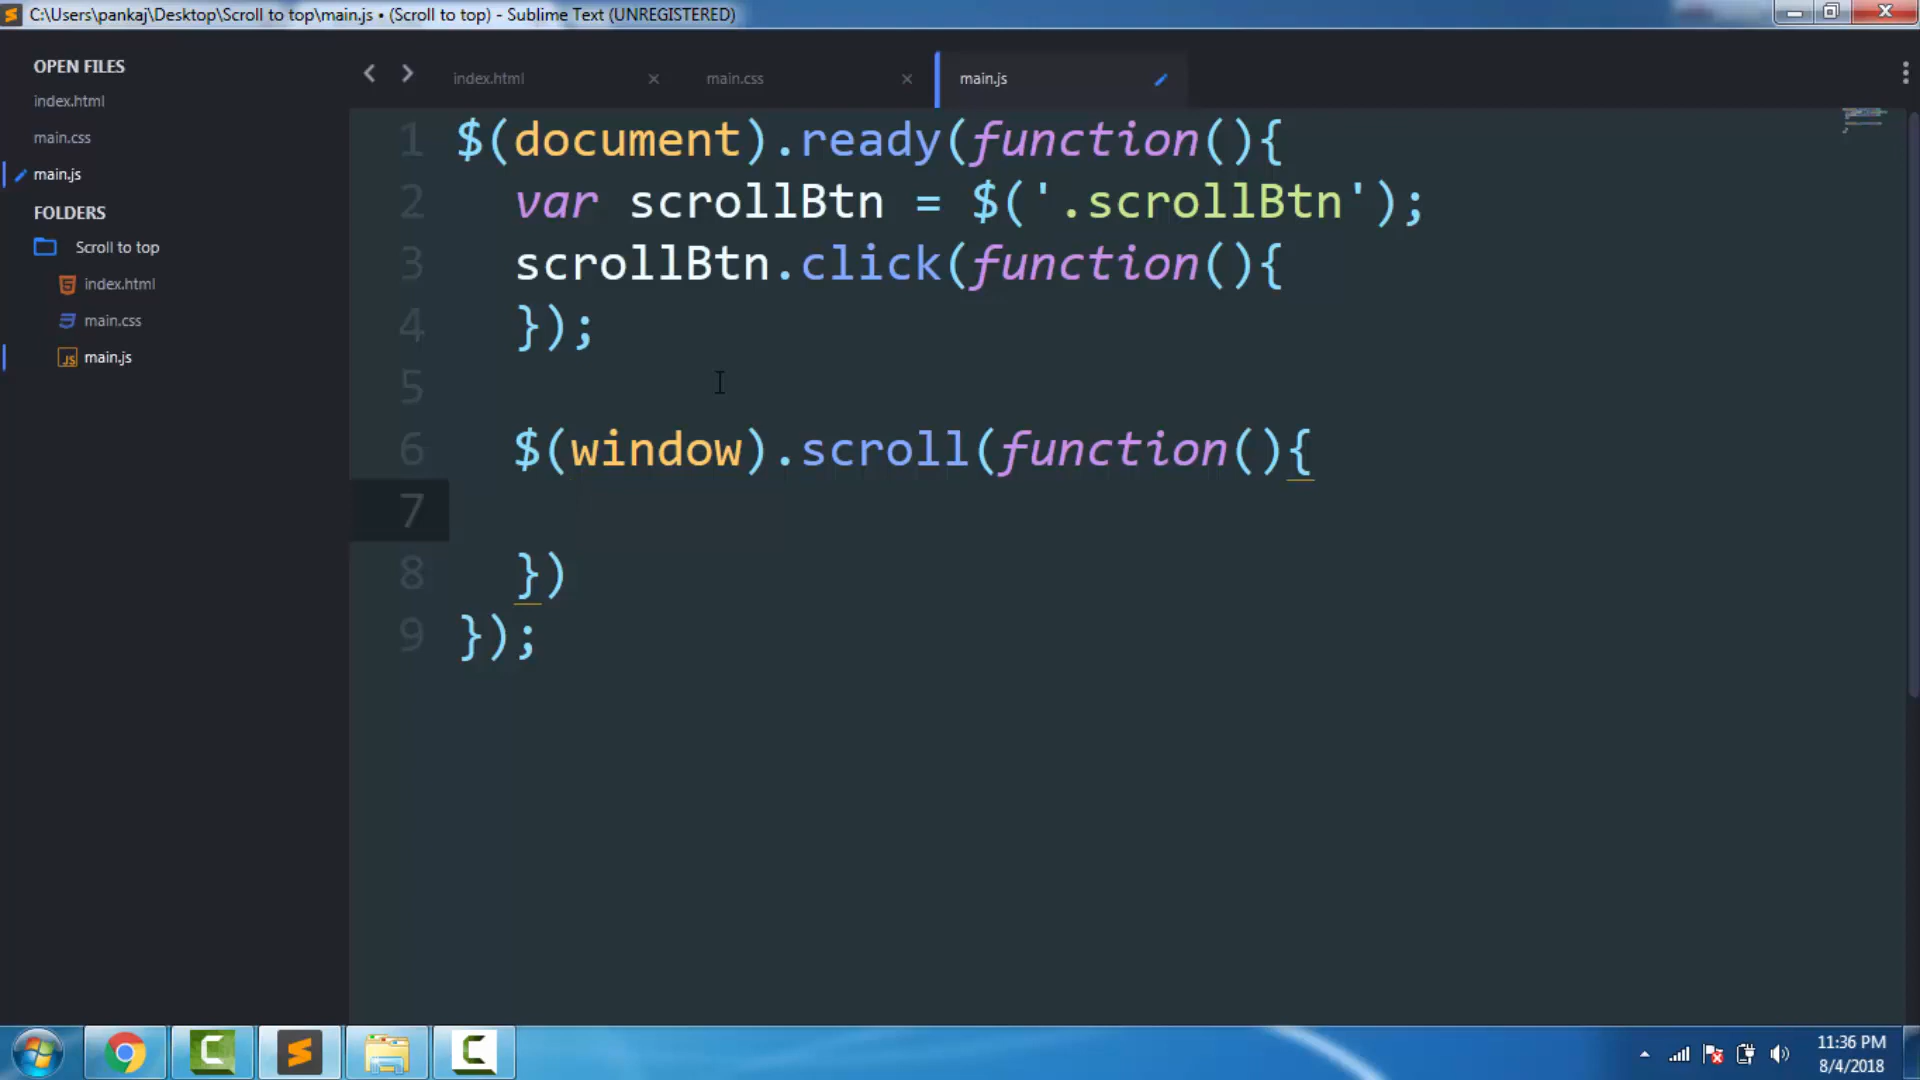 C:\Users\pankaj\Desktop\Scroll to top\main.js • (Scroll to top) - Sublime Text (UNREGISTERED)
OPEN FILES
index.html
main.css
main.js
FOLDERS
Scroll to top
index.html
main.css
JS main.js
index.html
main.css
main.js
1 $(document).ready(function(){
2 var scrollBtn = $('.scrollBtn');
3 scrollBtn.click(function(){
4 });
5
6 $(window).scroll(function(){
7
8 })
9 });
11:36 PM
8/4/2018